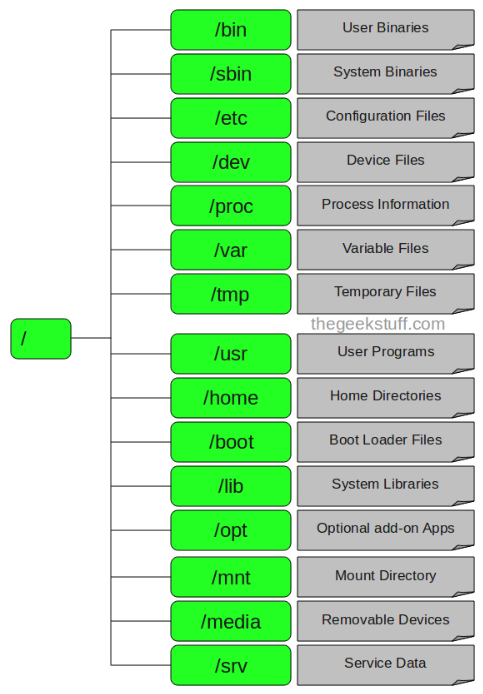 /bin User Binaries
/sbin System Binaries
/etc Configuration Files
/dev Device Files
/proc Process Information
/var Variable Files
/tmp Temporary Files
thegeekstuff.com
/
/usr User Programs
/home Home Directories
/boot Boot Loader Files
/lib System Libraries
/opt Optional add-on Apps
/mnt Mount Directory
/media Removable Devices
/srv Service Data